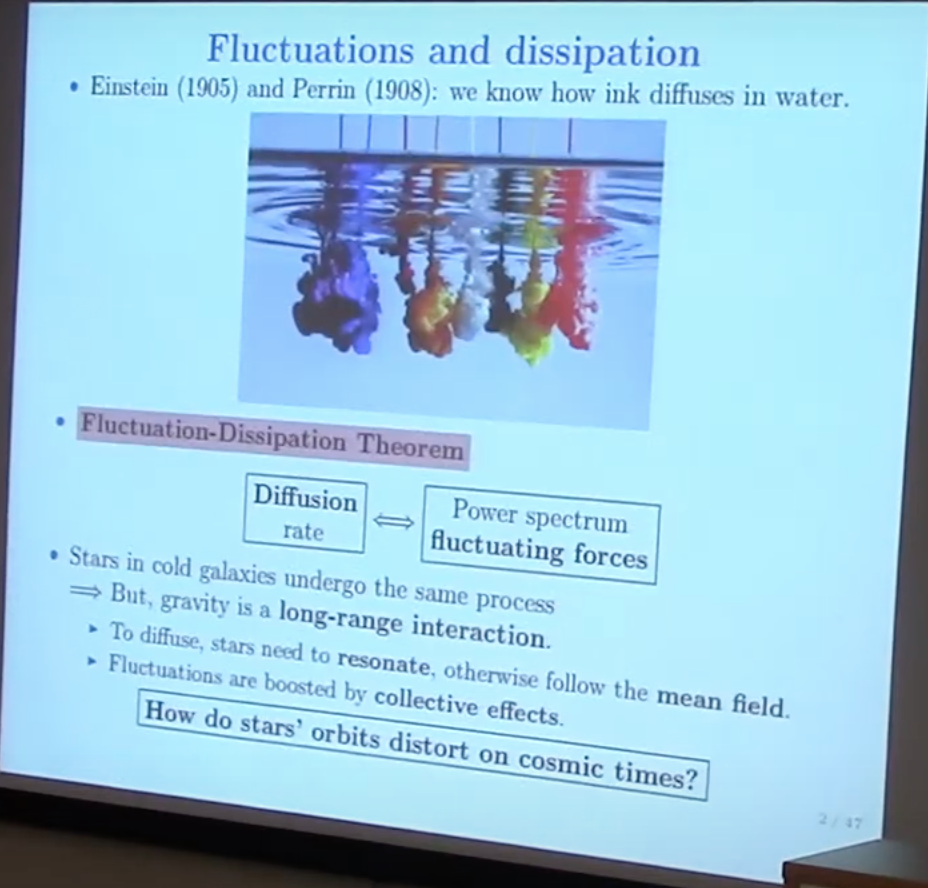 Fluctuations and dissipation
• Einstein (1905) and Perrin (1908): we know how ink diffuses in water.
• Fluctuation-Dissipation Theorem
Diffusion
rate
⟺
Power spectrum
fluctuating forces
• Stars in cold galaxies undergo the same process
⟹ But, gravity is a long-range interaction.
▸ To diffuse, stars need to resonate, otherwise follow the mean field.
▸ Fluctuations are boosted by collective effects.
How do stars' orbits distort on cosmic times?
2 / 47